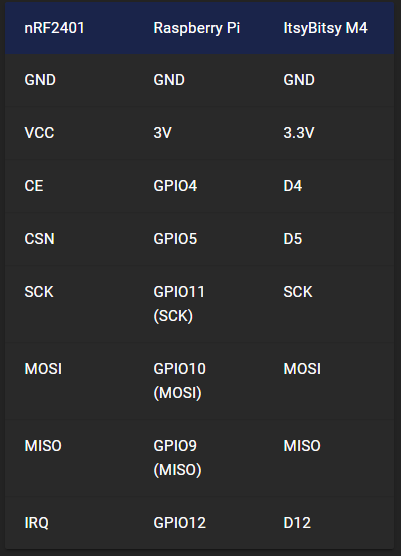 nRF2401 Raspberry Pi ItsyBitsy M4
GND GND GND
VCC 3V 3.3V
CE GPIO4 D4
CSN GPIO5 D5
SCK GPIO11 SCK
(SCK)
MOSI GPIO10 MOSI
(MOSI)
MISO GPIO9 MISO
(MISO)
IRQ GPIO12 D12